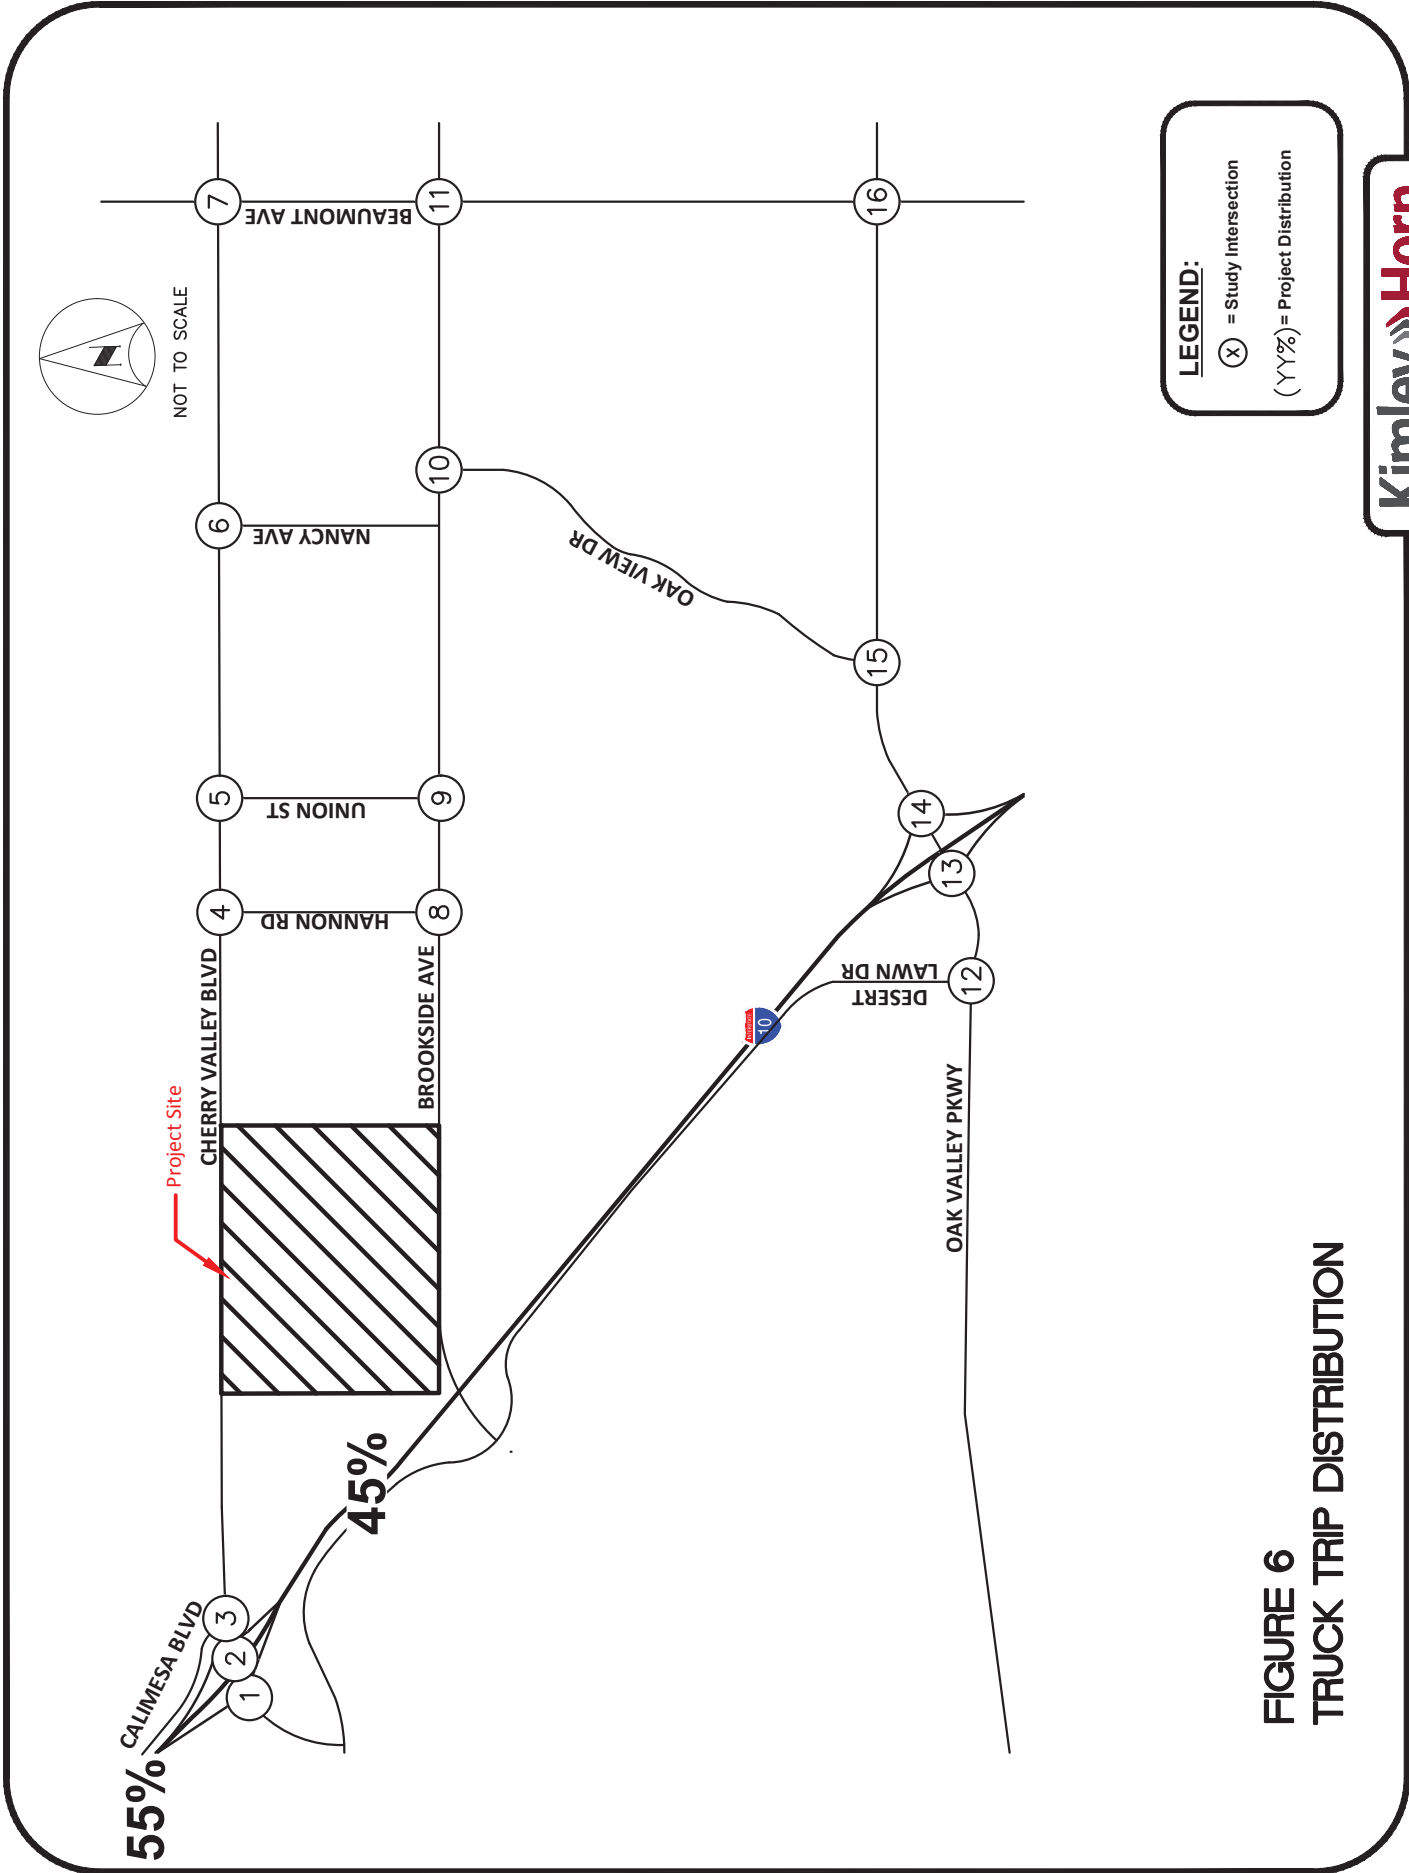 55%
CALIMESA BLVD
1
2
3
45%
Project Site
CHERRY VALLEY BLVD
BROOKSIDE AVE
4
HANNON RD
8
5
UNION ST
9
6
NANCY AVE
10
7
BEAUMONT AVE
11
N
NOT TO SCALE
OAK VIEW DR
10
DESERT
LAWN DR
OAK VALLEY PKWY
12
13
14
15
16
LEGEND:
X = Study Intersection
(YY%)= Project Distribution
FIGURE 6
TRUCK TRIP DISTRIBUTION
Kimley»Horn